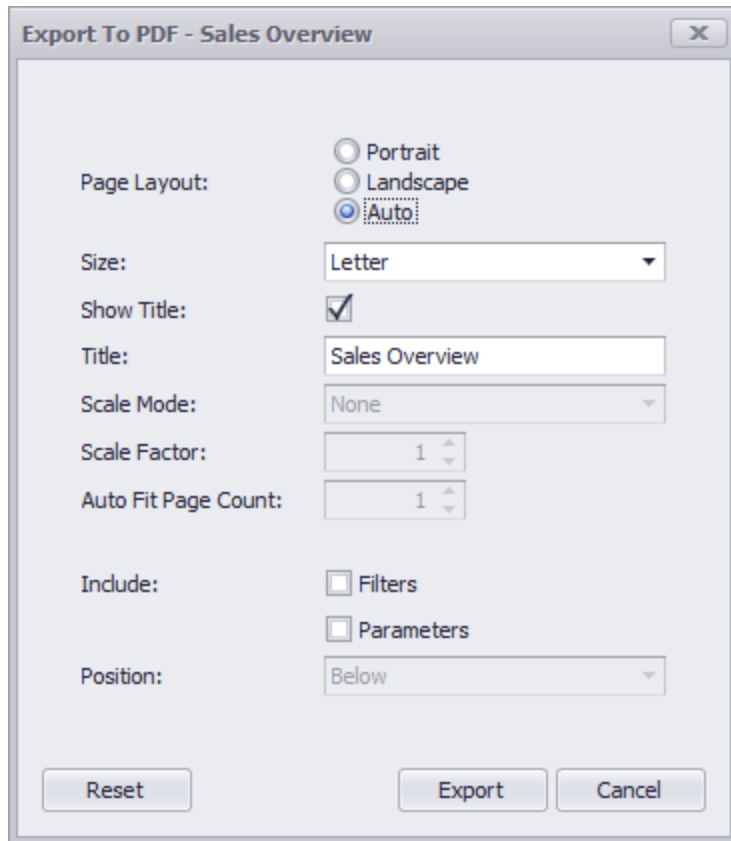 Export To PDF - Sales Overview
Portrait
Page Layout: Landscape
Auto
Size: Letter
Show Title:
Title: Sales Overview
Scale Mode: None
Scale Factor: 1
Auto Fit Page Count: 1
Include: Filters
Parameters
Position: Below
Reset Export Cancel